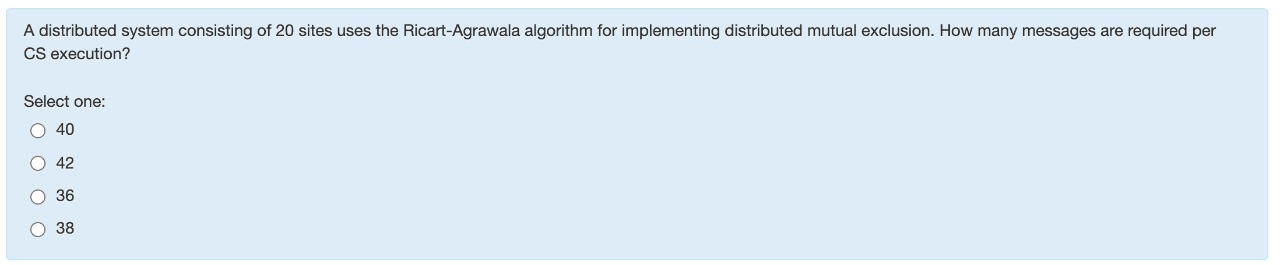 A distributed system consisting of 20 sites uses the Ricart-Agrawala algorithm for implementing distributed mutual exclusion. How many messages are required per
CS execution?
Select one:
40
42
36
38